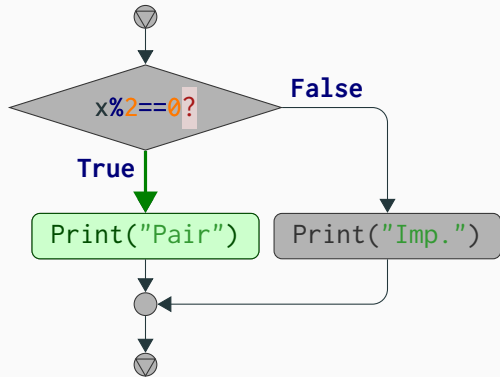 False
x%2==0?
True
Print("Pair")
Print("Imp.")